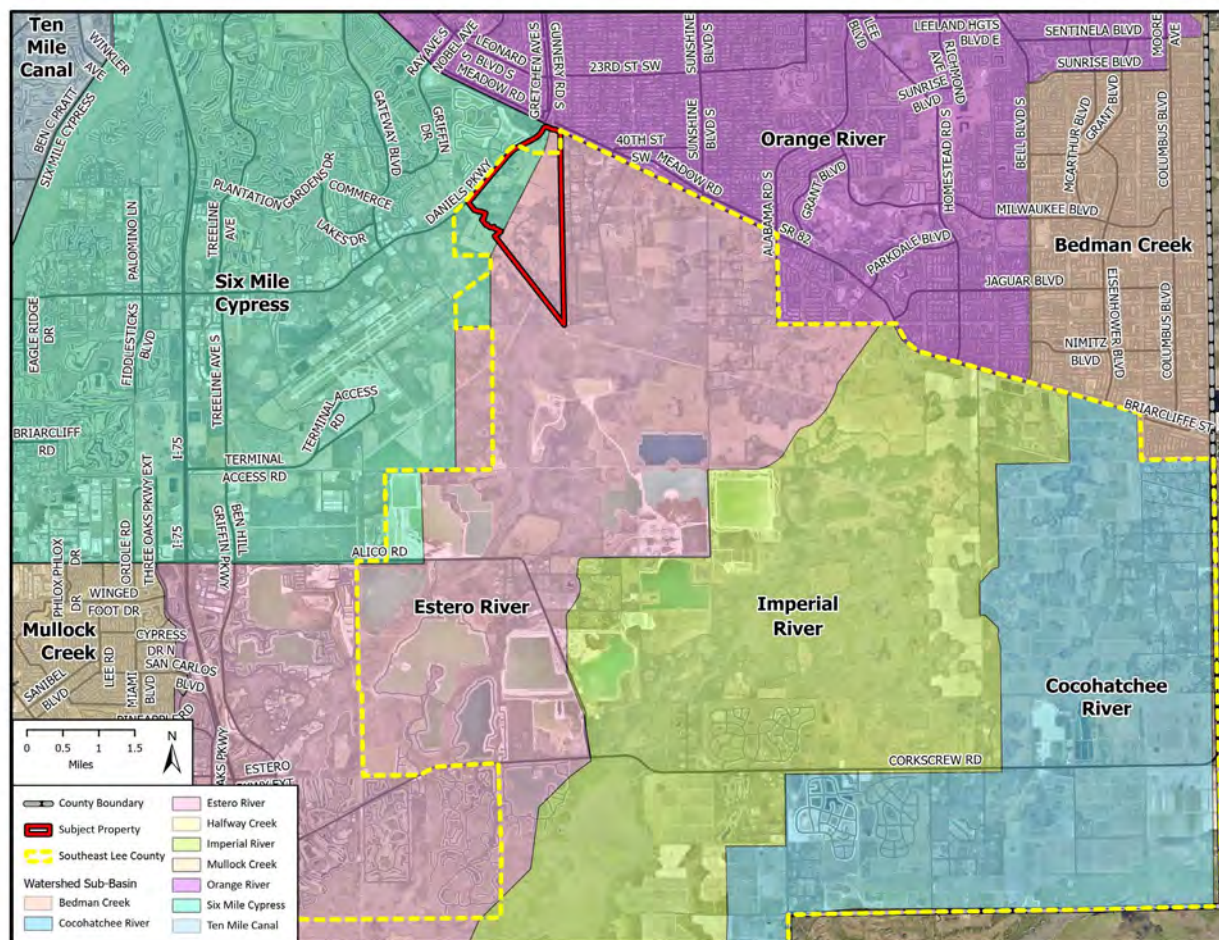 Ten
Mile
Canal
WINKLER
AVE
BEN C PRATT
SIX MILE CYPRESS
RAY AVE S
NOBEL AVE
LEONARD
S BLVD S
MEADOW RD
GRETCHEN AVE S
GUNNERY RD S
23RD ST SW
SUNSHINE
BLVD S
SUNSHINE
BLVD S
40TH ST
SW
MEADOW RD
LEE
BLVD
LEELAND HGTS
BLVD E
RICHMOND
AVE
SUNRISE
BLVD
SENTINELA BLVD
SUNRISE BLVD
MOORE
AVE
GRANT BLVD
MCARTHUR BLVD
COLUMBUS BLVD
BELL BLVD S
HOMESTEAD RD S
Orange River
GRANT BLVD
ALABAMA RD S
SR 82
MILWAUKEE BLVD
PARKDALE BLVD
Bedman Creek
JAGUAR BLVD
EISENHOWER BLVD
COLUMBUS BLVD
NIMITZ
BLVD
BRIARCLIFFE ST
GATEWAY BLVD
GRIFFIN
DR
PLANTATION
GARDENS DR
COMMERCE
LAKES DR
DANIELS PKWY
TREELINE
AVE
PALOMINO LN
Six Mile
Cypress
EAGLE RIDGE
DR
FIDDLESTICKS
BLVD
TREELINE AVE S
TERMINAL ACCESS
RD
BRIARCLIFF
RD
I-75
TERMINAL
ACCESS RD
THREE OAKS PKWY EXT
ORIOLE RD
I-75
BEN HILL
GRIFFIN PKWY
ALICO RD
PHLOX PHLOX
DR
DR
WINGED
FOOT DR
Mullock
Creek
CYPRESS
DR N
SAN CARLOS
BLVD
LEE RD
MIAMI
BLVD
SANIBEL
BLVD
PINEAPPLE RD
Estero River
Imperial
River
Cocohatchee
River
CORKSCREW RD
OAKS PKWY
ESTERO
PKWY EXT
0 0.5 1 1.5
Miles
N
County Boundary
Subject Property
Southeast Lee County
Watershed Sub-Basin
Bedman Creek
Cocohatchee River
Estero River
Halfway Creek
Imperial River
Mullock Creek
Orange River
Six Mile Cypress
Ten Mile Canal